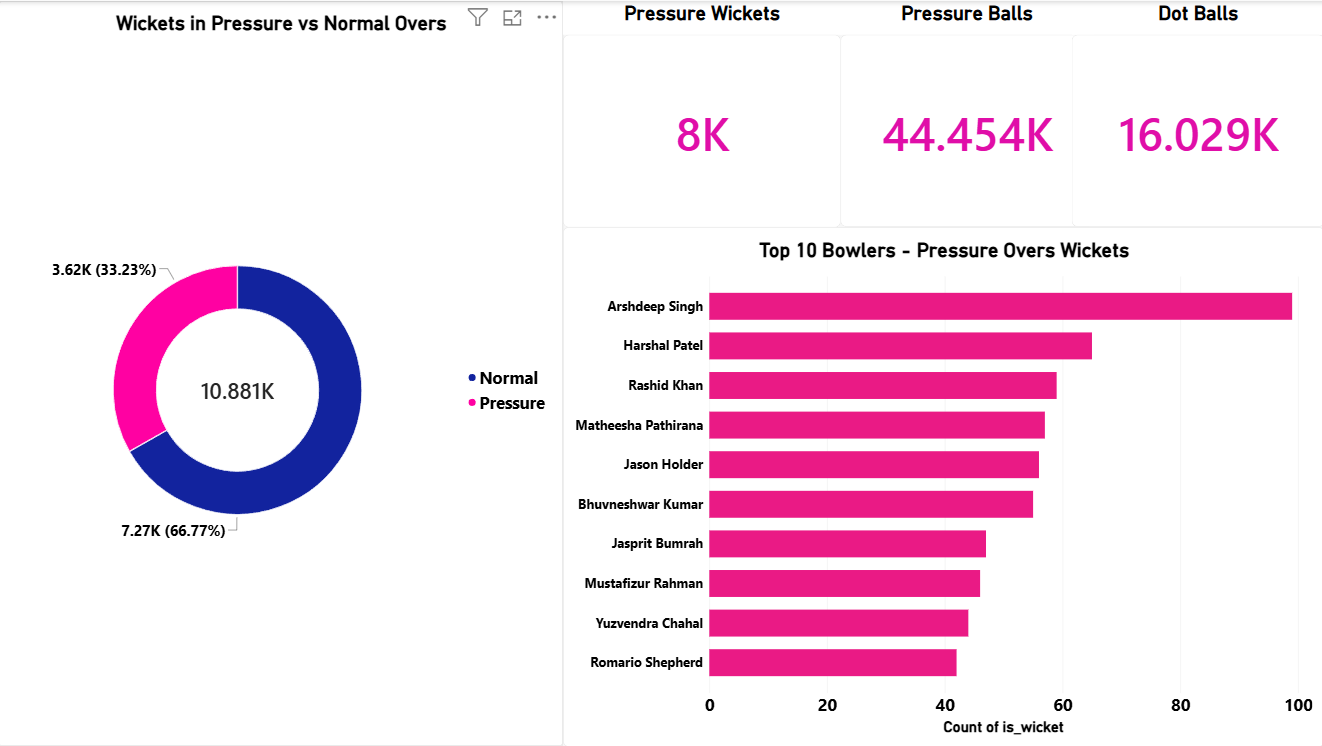 Wickets in Pressure vs Normal Overs
3.62K (33.23%)
10.881K
7.27K (66.77%)
Normal
Pressure
Pressure Wickets
8K
Pressure Balls
44.454K
Dot Balls
16.029K
Top 10 Bowlers - Pressure Overs Wickets
Arshdeep Singh
Harshal Patel
Rashid Khan
Matheesha Pathirana
Jason Holder
Bhuvneshwar Kumar
Jasprit Bumrah
Mustafizur Rahman
Yuzvendra Chahal
Romario Shepherd
0 20 40 60 80 100
Count of is_wicket